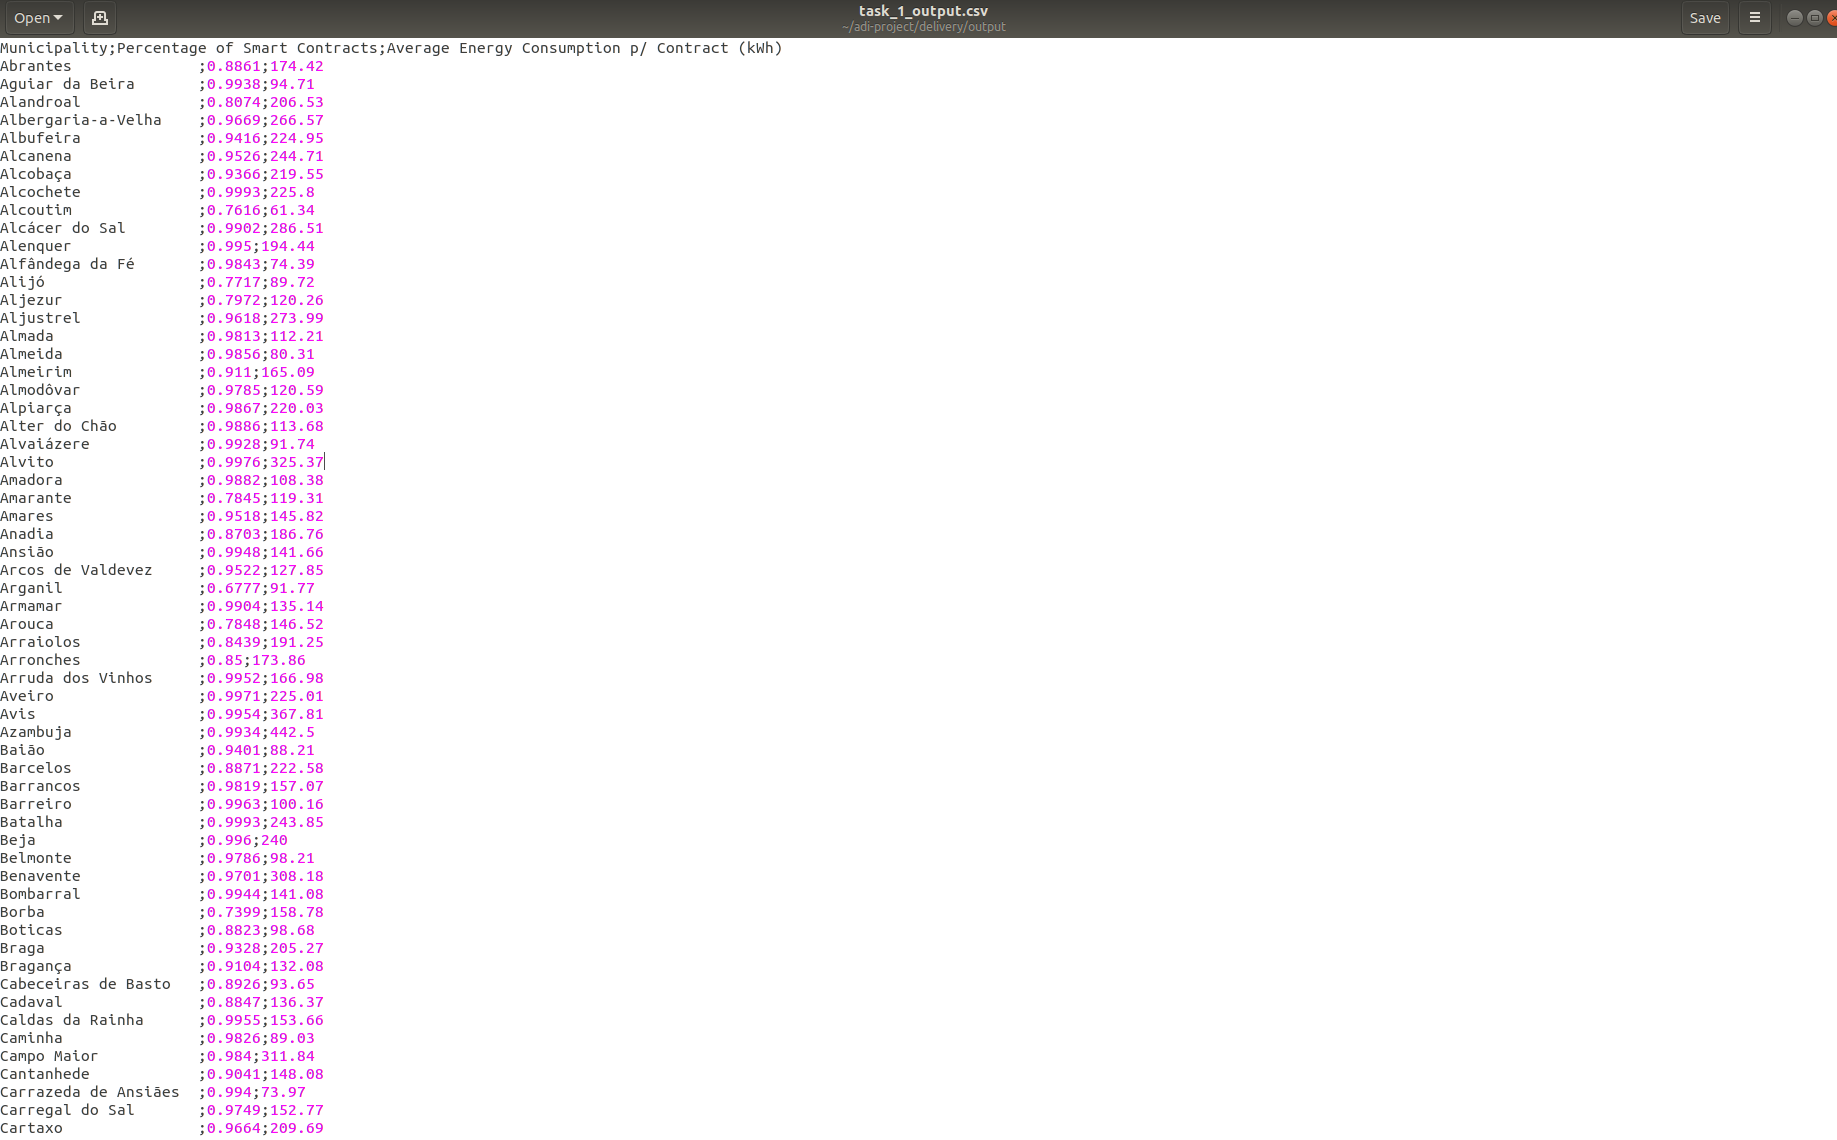 Open
task_1_output.csv
~/adi-project/delivery/output
Save
Municipality;Percentage of Smart Contracts;Average Energy Consumption p/ Contract (kWh)
Abrantes ;0.8861;174.42
Aguiar da Beira ;0.9938;94.71
Alandroal ;0.8074;206.53
Albergaria-a-Velha ;0.9669;266.57
Albufeira ;0.9416;224.95
Alcanena ;0.9526;244.71
Alcobaça ;0.9366;219.55
Alcochete ;0.9993;225.8
Alcoutim ;0.7616;61.34
Alcácer do Sal ;0.9902;286.51
Alenquer ;0.995;194.44
Alfândega da Fé ;0.9843;74.39
Alijó ;0.7717;89.72
Aljezur ;0.7972;120.26
Aljustrel ;0.9618;273.99
Almada ;0.9813;112.21
Almeida ;0.9856;80.31
Almeirim ;0.911;165.09
Almodôvar ;0.9785;120.59
Alpiarça ;0.9867;220.03
Alter do Chão ;0.9886;113.68
Alvaiázere ;0.9928;91.74
Alvito ;0.9976;325.37
Amadora ;0.9882;108.38
Amarante ;0.7845;119.31
Amares ;0.9518;145.82
Anadia ;0.8703;186.76
Ansião ;0.9948;141.66
Arcos de Valdevez ;0.9522;127.85
Arganil ;0.6777;91.77
Armamar ;0.9904;135.14
Arouca ;0.7848;146.52
Arraiolos ;0.8439;191.25
Arronches ;0.85;173.86
Arruda dos Vinhos ;0.9952;166.98
Aveiro ;0.9971;225.01
Avis ;0.9954;367.81
Azambuja ;0.9934;442.5
Baião ;0.9401;88.21
Barcelos ;0.8871;222.58
Barrancos ;0.9819;157.07
Barreiro ;0.9963;100.16
Batalha ;0.9993;243.85
Beja ;0.996;240
Belmonte ;0.9786;98.21
Benavente ;0.9701;308.18
Bombarral ;0.9944;141.08
Borba ;0.7399;158.78
Boticas ;0.8823;98.68
Braga ;0.9328;205.27
Bragança ;0.9104;132.08
Cabeceiras de Basto ;0.8926;93.65
Cadaval ;0.8847;136.37
Caldas da Rainha ;0.9955;153.66
Caminha ;0.9826;89.03
Campo Maior ;0.984;311.84
Cantanhede ;0.9041;148.08
Carrazeda de Ansiães ;0.994;73.97
Carregal do Sal ;0.9749;152.77
Cartaxo ;0.9664;209.69